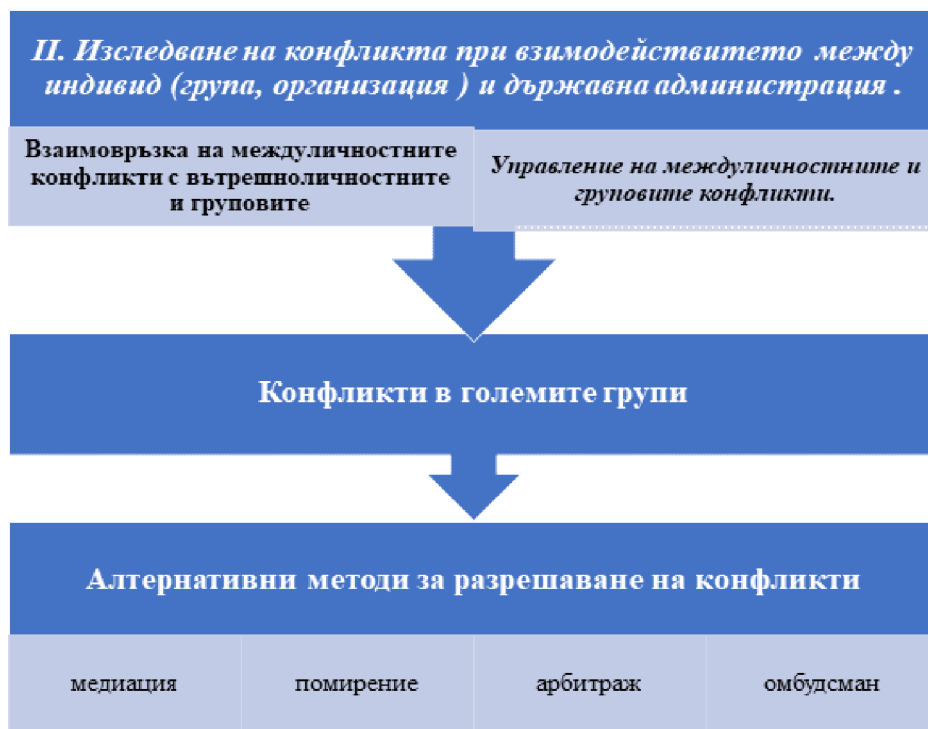 II. Изследване на конфликта при взимодействитето между
индивид (група, организация ) и държавна администрация .
Взаимовръзка на междуличностните
конфликти с вътрешноличностните
и груповите
Управление на междуличностните и
груповите конфликти.
Конфликти в големите групи
Алтернативни методи за разрешаване на конфликти
медиация
помирение
арбитраж
омбудсман